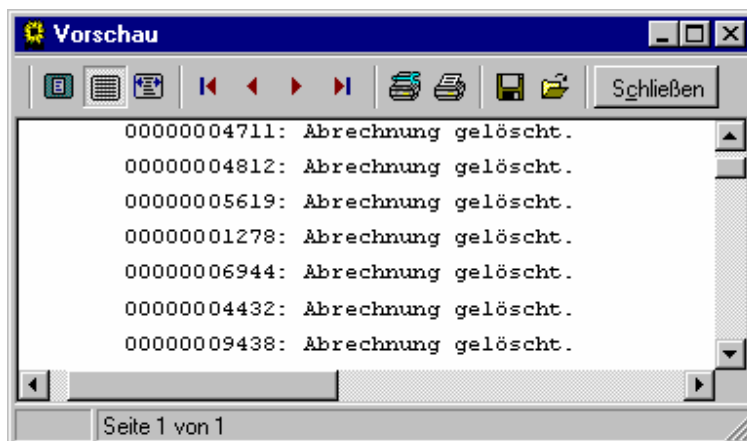 Vorschau
Schließen
00000004711: Abrechnung gelöscht.
00000004812: Abrechnung gelöscht.
00000005619: Abrechnung gelöscht.
00000001278: Abrechnung gelöscht.
00000006944: Abrechnung gelöscht.
00000004432: Abrechnung gelöscht.
00000009438: Abrechnung gelöscht.
Seite 1 von 1